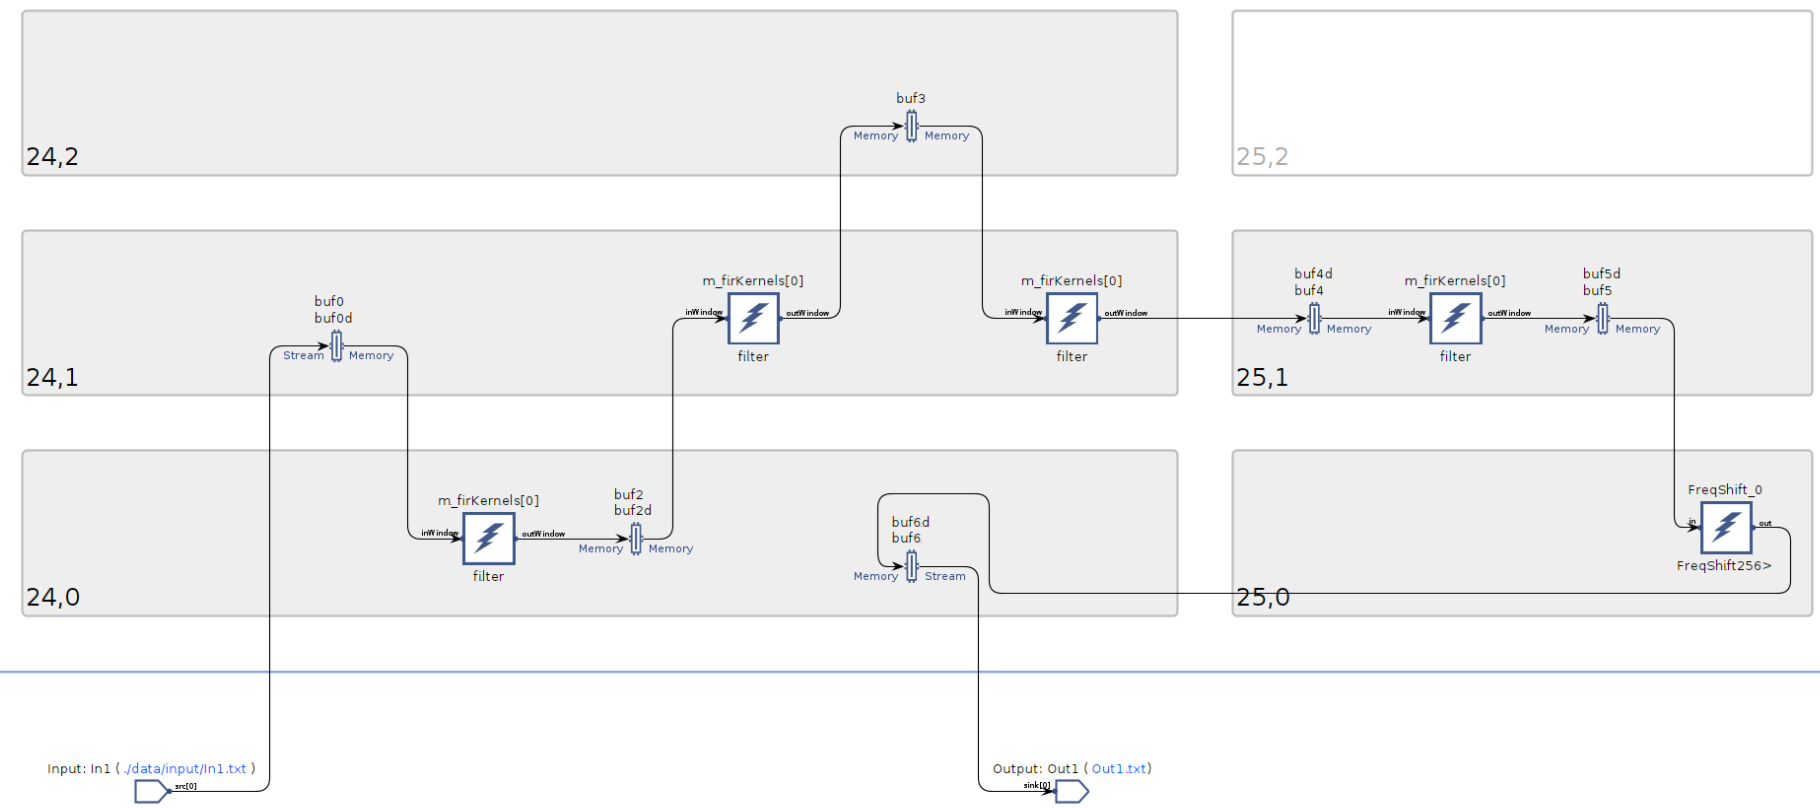 buf3
Memory
Memory
24,2
25,2
m_firKernels[0]
inWindow
outWindow
filter
m_firKernels[0]
inWindow
outWindow
filter
buf0
buf0d
Stream
Memory
24,1
buf4d
buf4
Memory
Memory
m_firKernels[0]
inWindow
outWindow
filter
buf5d
buf5
Memory
Memory
25,1
m_firKernels[0]
inWindow
outWindow
filter
buf2
buf2d
Memory
Memory
buf6d
buf6
Memory
Stream
24,0
FreqShift_0
in
out
FreqShift256>
25,0
Input: In1 ( ./data/input/In1.txt )
src[0]
Output: Out1 ( Out1.txt)
sink[0]